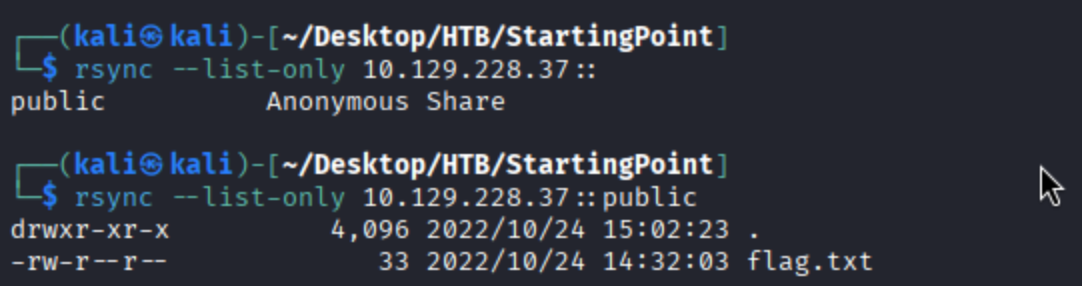 ┌──(kali㉿kali)-[~/Desktop/HTB/StartingPoint]
└─$ rsync --list-only 10.129.228.37::
public          Anonymous Share
┌──(kali㉿kali)-[~/Desktop/HTB/StartingPoint]
└─$ rsync --list-only 10.129.228.37::public
drwxr-xr-x          4,096 2022/10/24 15:02:23 .
-rw-r--r--             33 2022/10/24 14:32:03 flag.txt